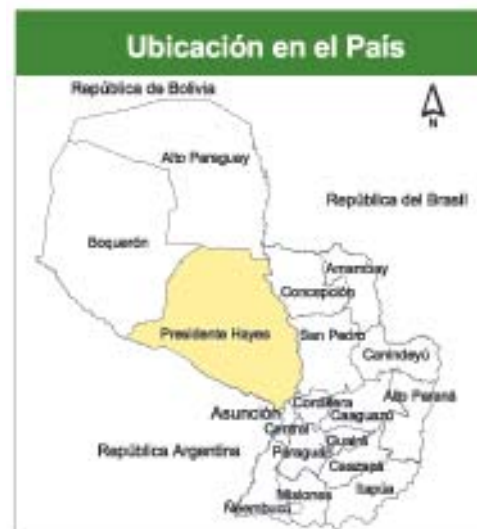 Ubicación en el País
República de Bolivia
N
Alto Paraguay
República del Brasil
Boquerón
Amambay
Concepción
Presidente Hayes
San Pedro
Canindeyú
Cordillera
Alto Paraná
Asunción
Caaguazú
Central
Guairá
República Argentina
Paraguarí
Caazapá
Misiones
Itapúa
Ñeembucú